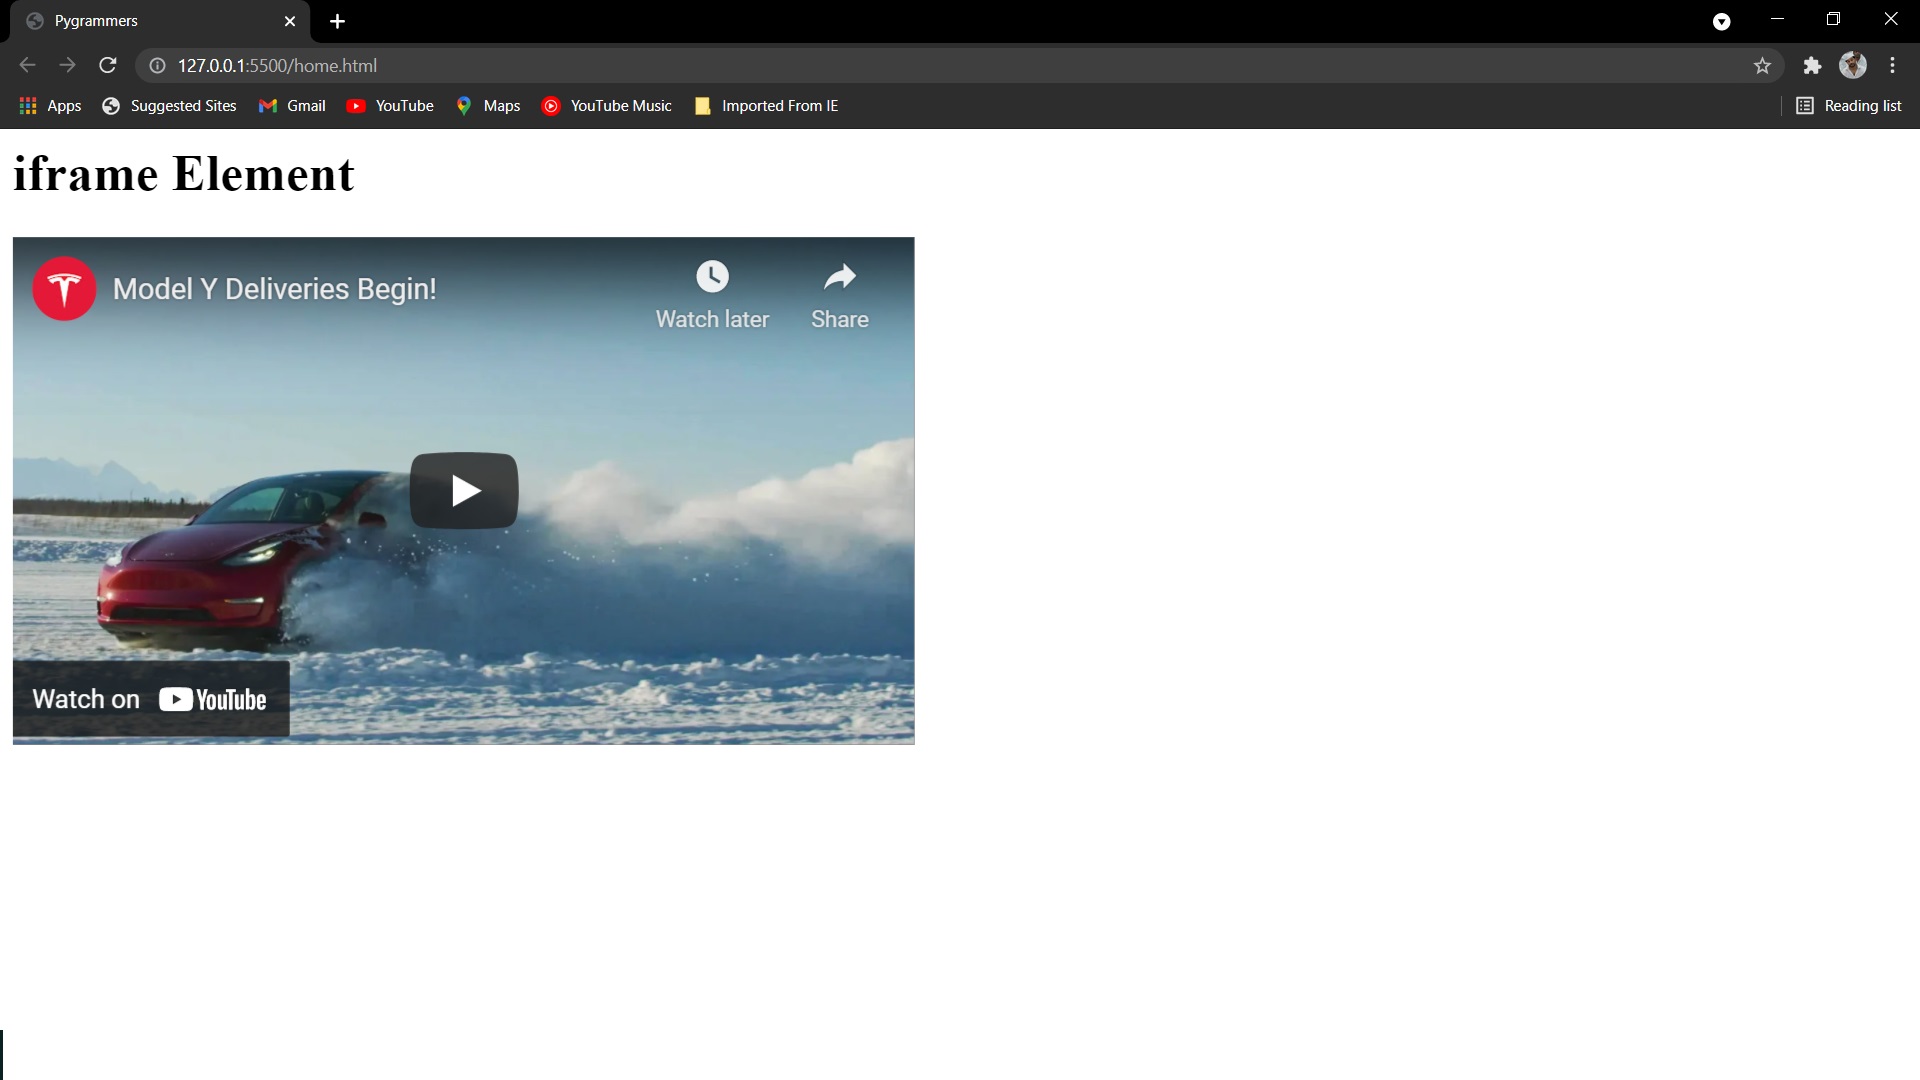 Pygrammers
127.0.0.1:5500/home.html
Apps Suggested Sites Gmail YouTube Maps YouTube Music Imported From IE Reading list
iframe Element
Model Y Deliveries Begin!
Watch later Share
Watch on YouTube